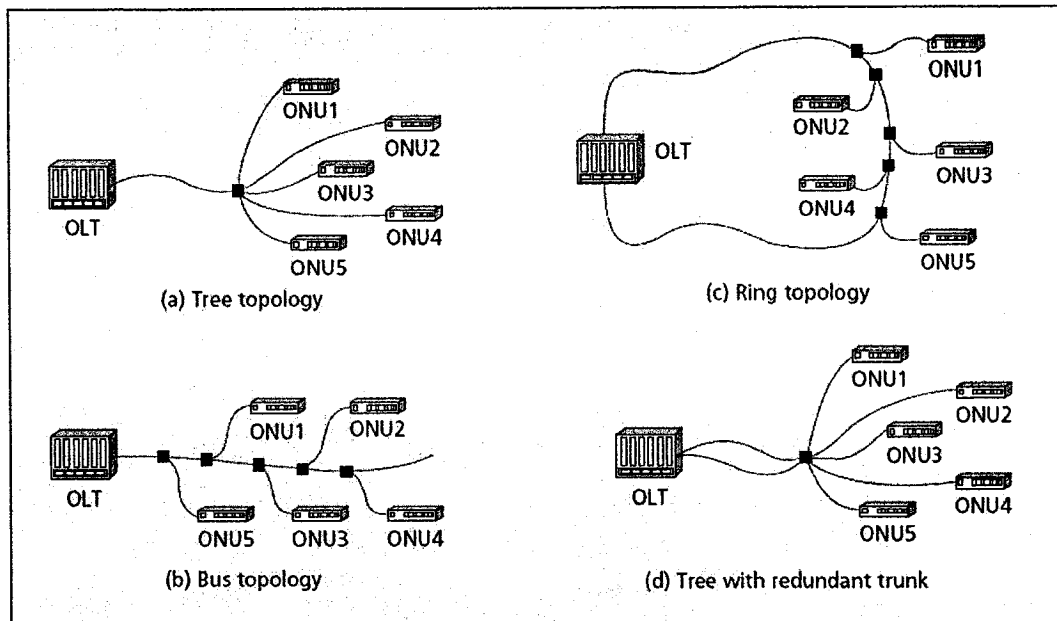 ONU1
ONU2
ONU3
OLT
ONU4
ONU5
(a) Tree topology
ONU1
ONU2
OLT
ONU3
ONU4
ONU5
(c) Ring topology
ONU1
ONU2
OLT
ONU5
ONU3
ONU4
(b) Bus topology
ONU1
ONU2
ONU3
OLT
ONU4
ONU5
(d) Tree with redundant trunk